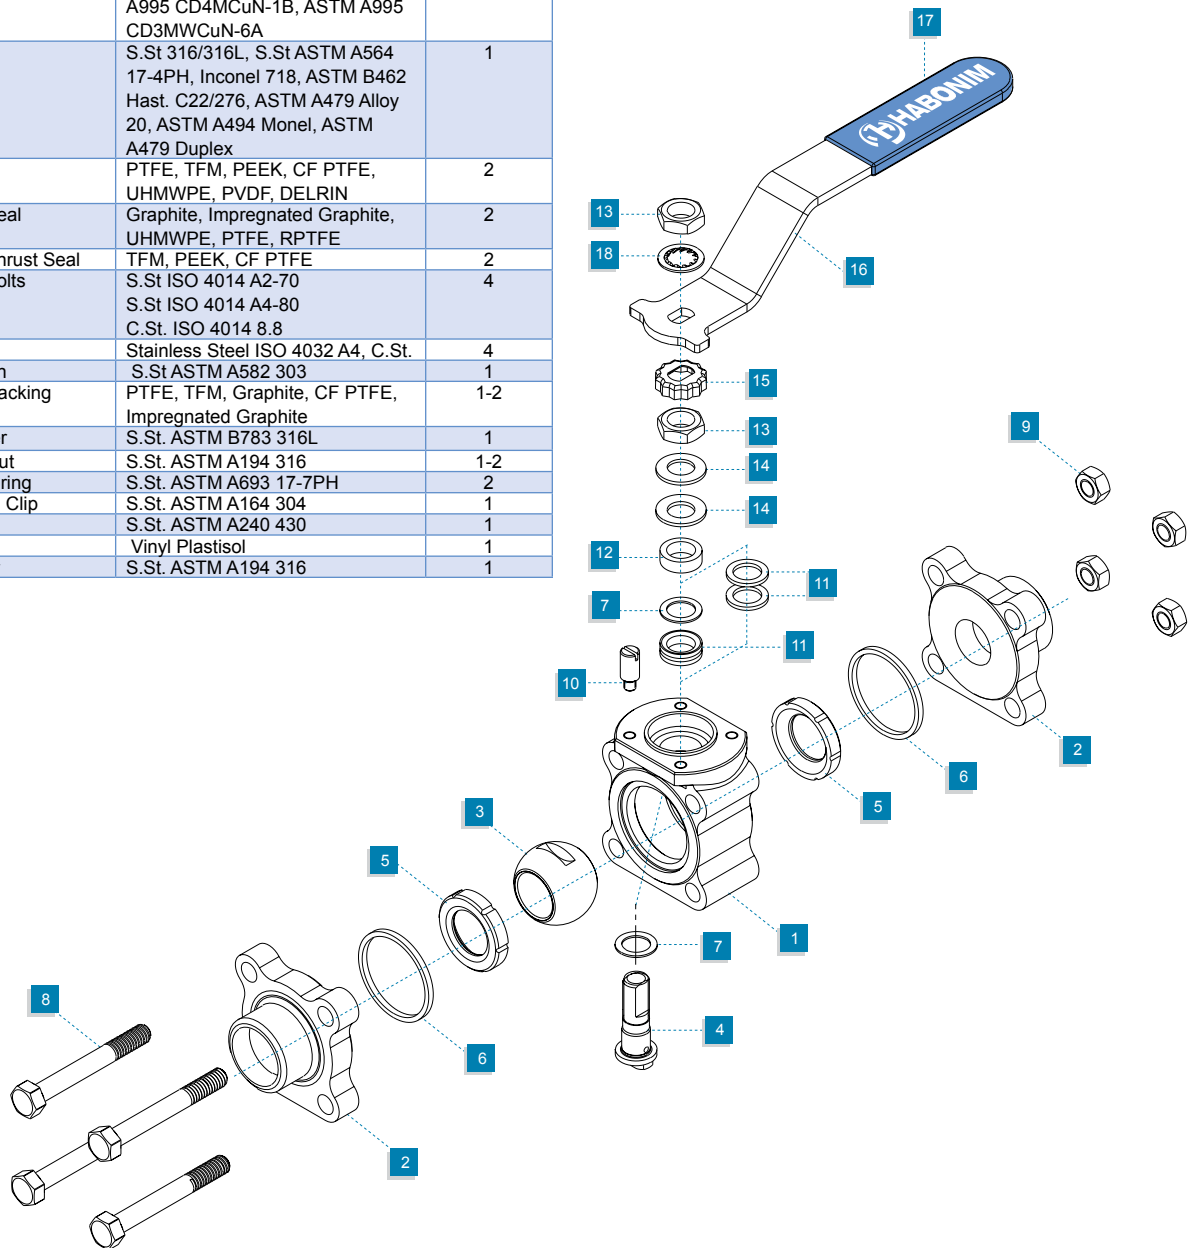 A995 CD4MCuN-1B, ASTM A995
CD3MWCuN-6A
S.St 316/316L, S.St ASTM A564 1
17-4PH, Inconel 718, ASTM B462
Hast. C22/276, ASTM A479 Alloy
20, ASTM A494 Monel, ASTM
A479 Duplex
PTFE, TFM, PEEK, CF PTFE, 2
UHMWPE, PVDF, DELRIN
eal Graphite, Impregnated Graphite, 2
UHMWPE, PTFE, RPTFE
hrust Seal TFM, PEEK, CF PTFE 2
olts S.St ISO 4014 A2-70 4
S.St ISO 4014 A4-80
C.St. ISO 4014 8.8
Stainless Steel ISO 4032 A4, C.St. 4
n S.St ASTM A582 303 1
acking PTFE, TFM, Graphite, CF PTFE, 1-2
Impregnated Graphite
r S.St. ASTM B783 316L 1
ut S.St. ASTM A194 316 1-2
ring S.St. ASTM A693 17-7PH 2
Clip S.St. ASTM A164 304 1
S.St. ASTM A240 430 1
Vinyl Plastisol 1
S.St. ASTM A194 316 1
17
HABONIM
13
18
16
15
13
9
14
14
12
11
7
11
10
2
6
5
3
5
1
7
8
4
6
2